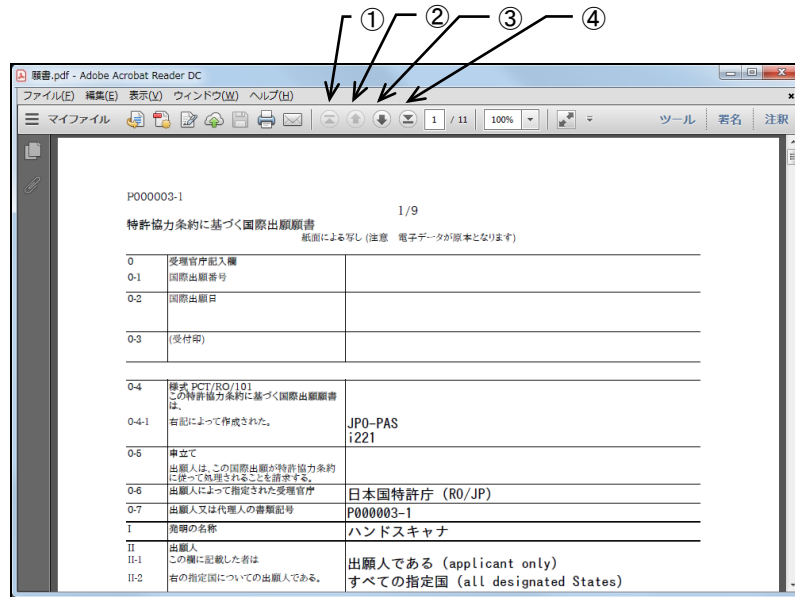 ① ② ③ ④
願書.pdf - Adobe Acrobat Reader DC
ファイル(F) 編集(E) 表示(V) ウィンドウ(W) ヘルプ(H)
マイファイル 1 / 11 100% ツール 署名 注釈
P000003-1
1/9
特許協力条約に基づく国際出願願書
紙面による写し (注意 電子データが原本となります)
0 受理官庁記入欄
0-1 国際出願番号
0-2 国際出願日
0-3 (受付印)
0-4 様式 PCT/RO/101
この特許協力条約に基づく国際出願願書
は、
0-4-1 右記によって作成された。 JPO-PAS
i221
0-5 申立て
出願人は、この国際出願が特許協力条約
に従って処理されることを請求する。
0-6 出願人によって指定された受理官庁 日本国特許庁 (RO/JP)
0-7 出願人又は代理人の書類記号 P000003-1
I 発明の名称 ハンドスキャナ
II 出願人
II-1 この欄に記載した者は 出願人である (applicant only)
II-2 右の指定国についての出願人である。 すべての指定国 (all designated States)